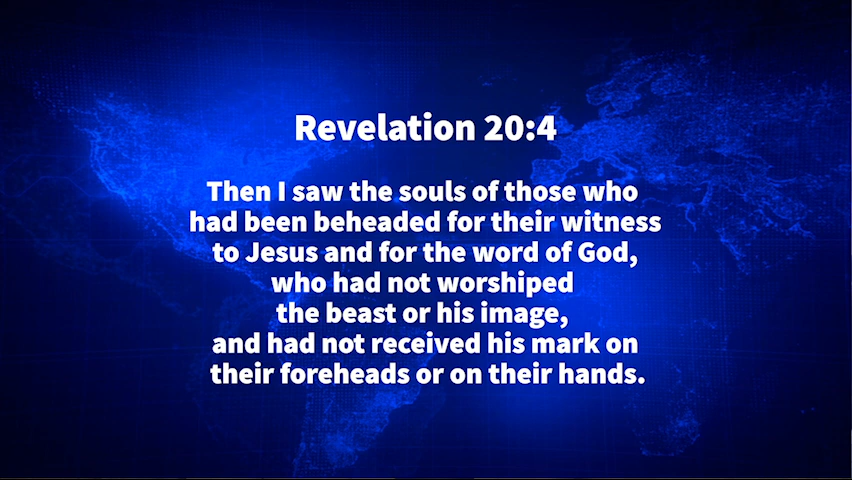 Revelation 20:4
Then I saw the souls of those who
had been beheaded for their witness
to Jesus and for the word of God,
who had not worshiped
the beast or his image,
and had not received his mark on
their foreheads or on their hands.